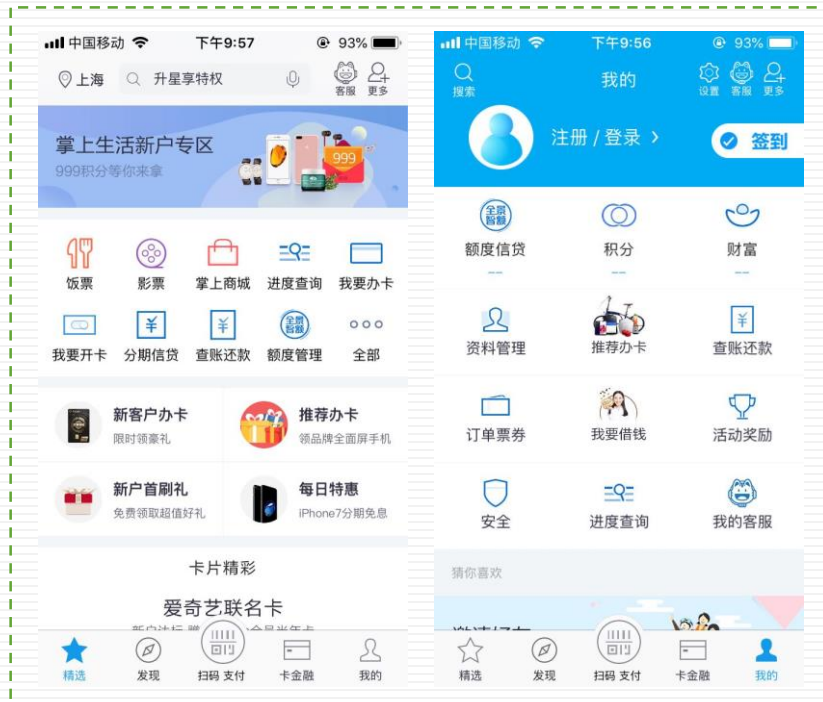 中国移动 下午9:57 93%
上海 升星享特权 客服 更多
掌上生活新户专区
999积分等你来拿
999
饭票 影票 掌上商城 进度查询 我要办卡
全景智额
我要开卡 分期信贷 查账还款 额度管理 全部
新客户办卡
限时领豪礼
推荐办卡
领品牌全面屏手机
新户首刷礼
免费领取超值好礼
每日特惠
iPhone7分期免息
卡片精彩
爱奇艺联名卡
精选 发现 扫码 支付 卡金融 我的
中国移动 下午9:56 93%
搜索 我的 设置 客服 更多
注册 / 登录 > 签到
全景智额
额度信贷 积分 财富
-- -- --
资料管理 推荐办卡 查账还款
订单票券 我要借钱 活动奖励
安全 进度查询 我的客服
猜你喜欢
精选 发现 扫码 支付 卡金融 我的